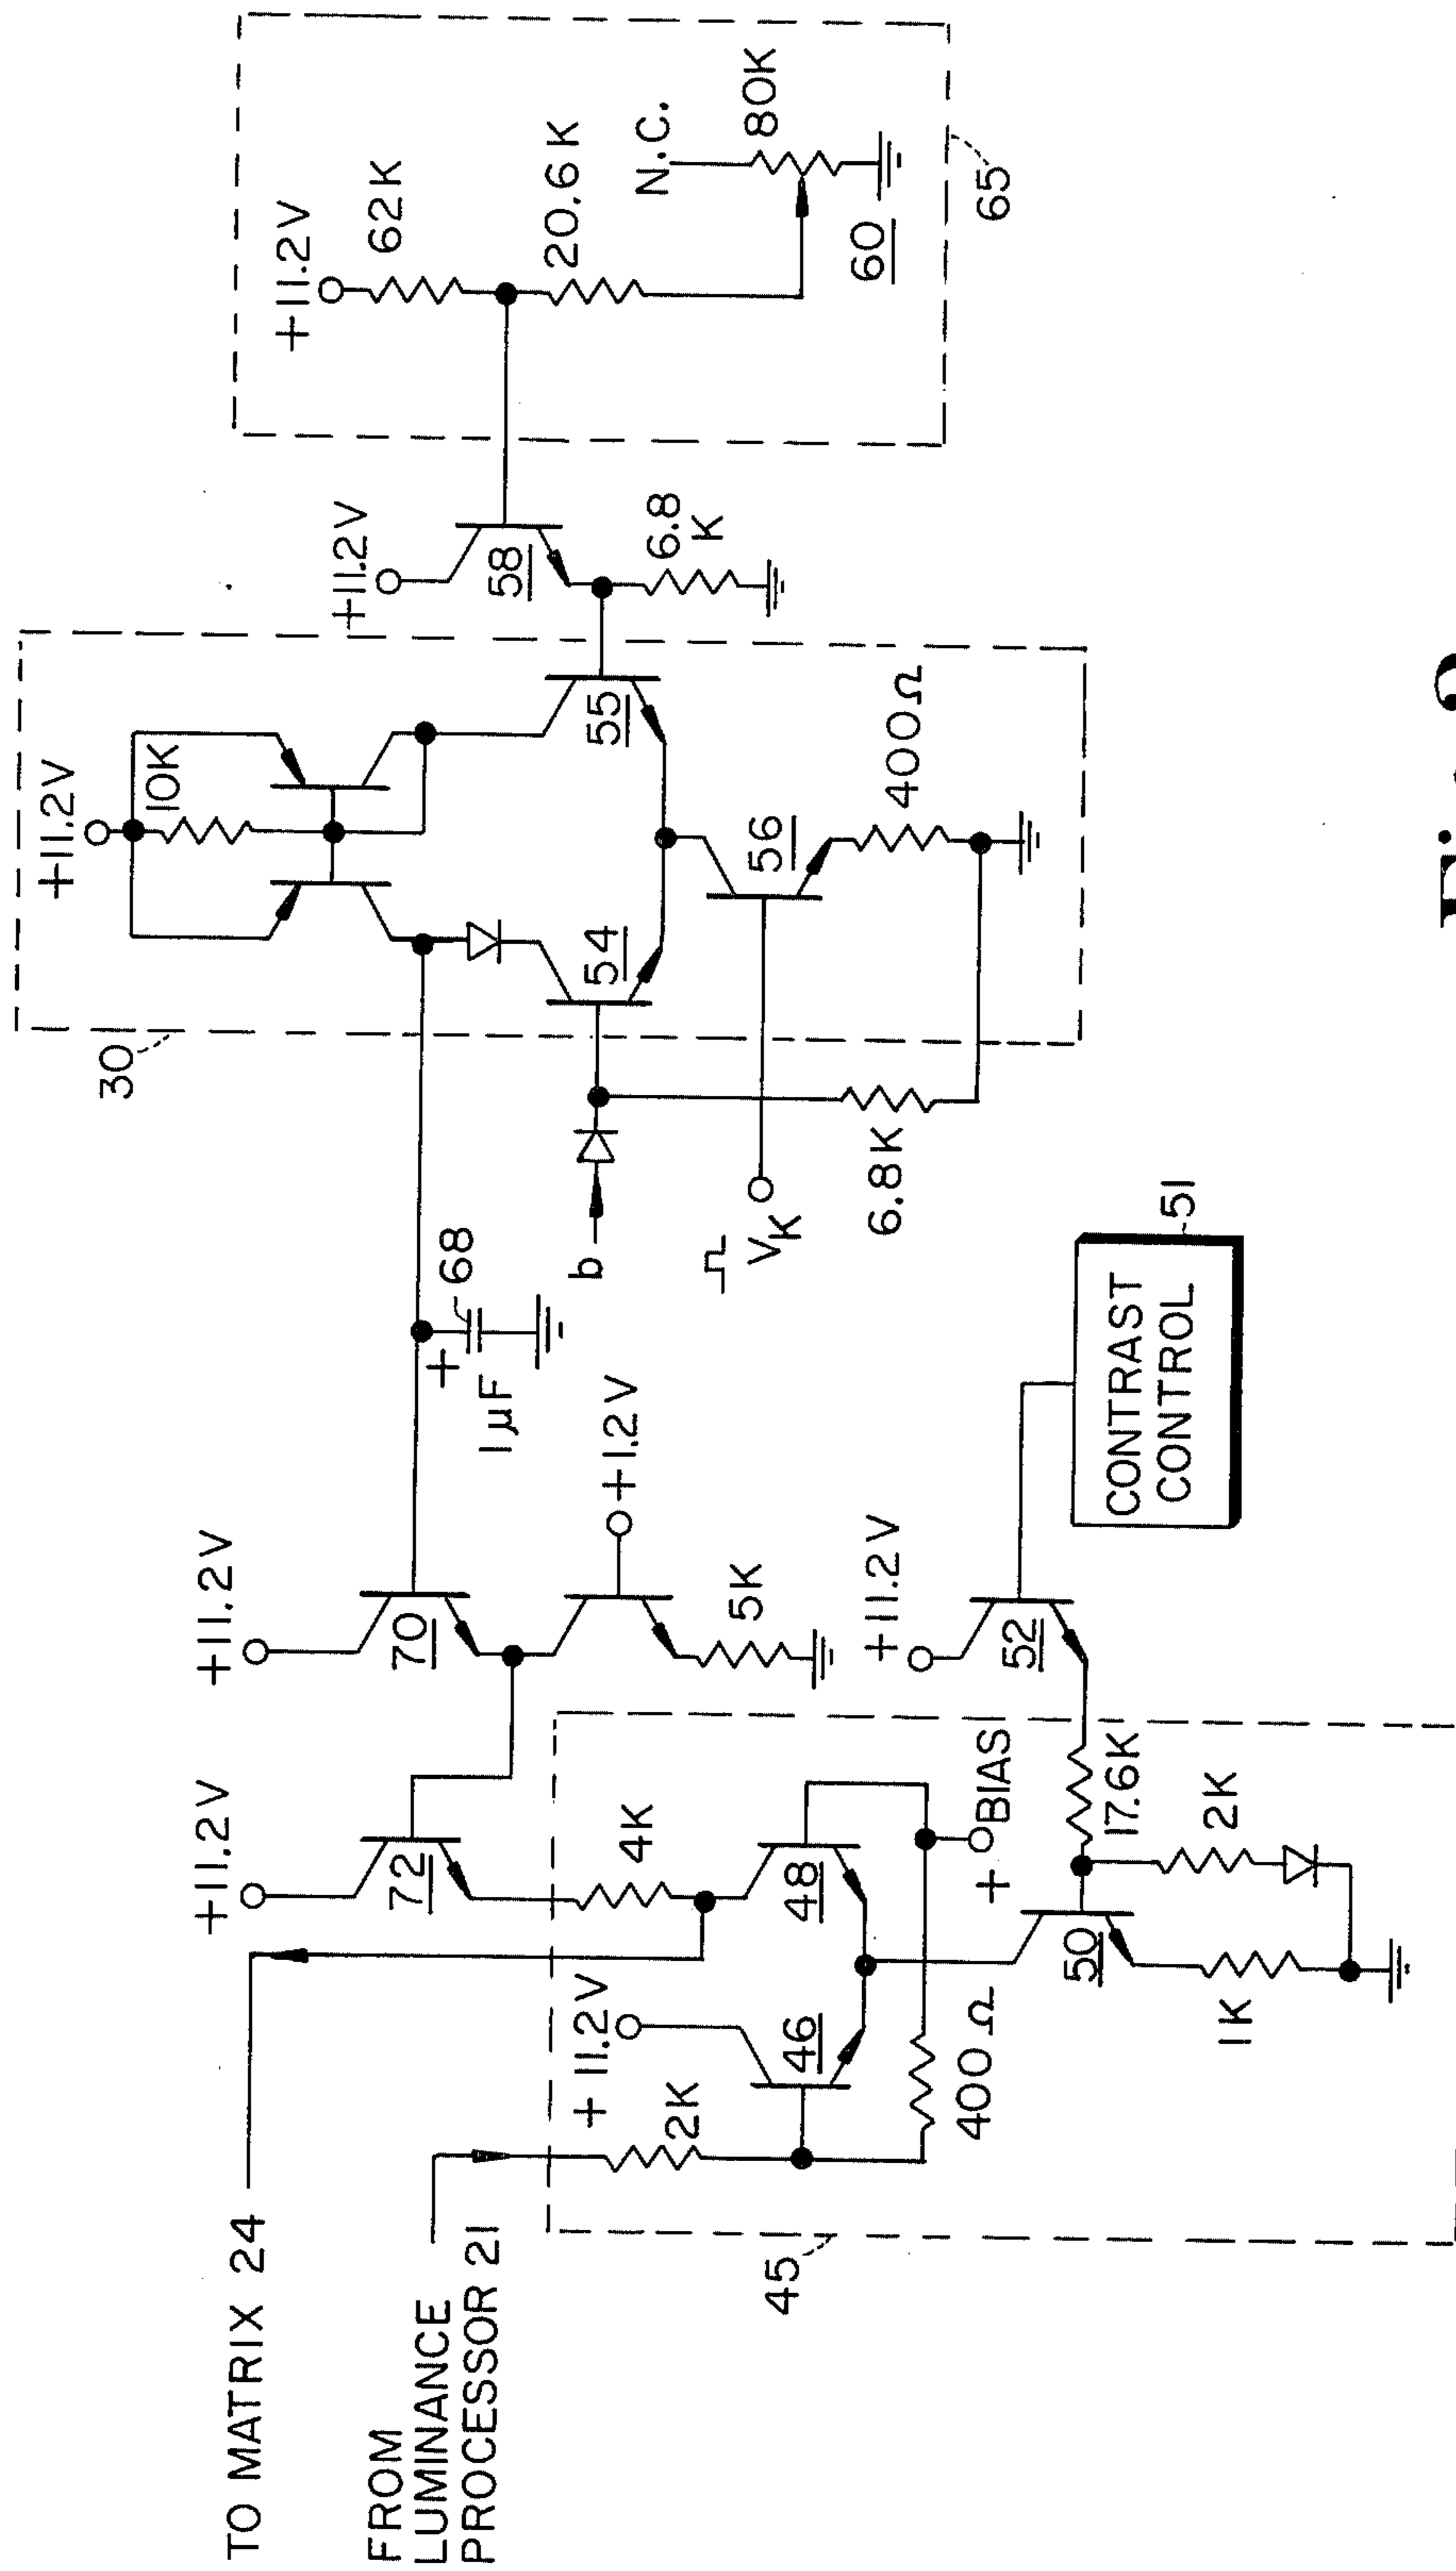 TO MATRIX 24
FROM
LUMINANCE
PROCESSOR 21
45
+11.2V
72
4K
+11.2V
46
48
2K
400Ω
+
BIAS
50
1K
2K
17.6K
+11.2V
70
+1.2V
5K
+11.2V
52
CONTRAST
CONTROL
51
+
68
1µF
30
+11.2V
10K
b
54
55
VK
56
6.8K
400Ω
+11.2V
58
6.8
K
+11.2V
62K
20.6K
N.C.
80K
60
65